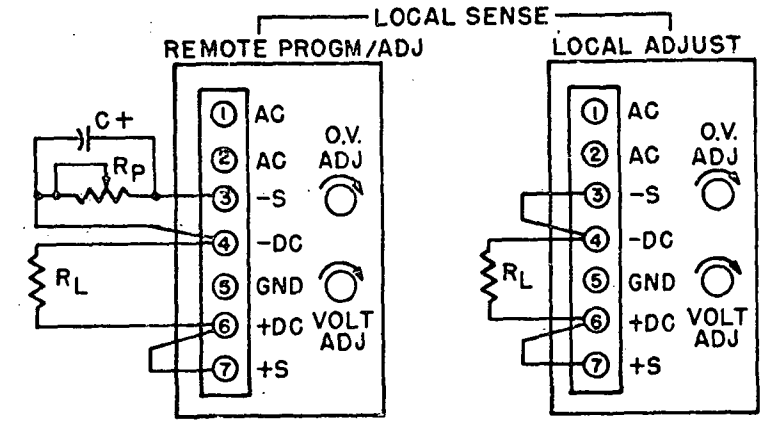 LOCAL SENSE
REMOTE PROGM/ADJ
C+
RP
RL
1 AC
2 AC
3 -S
4 -DC
5 GND
6 +DC
7 +S
O.V.
ADJ
VOLT
ADJ
LOCAL ADJUST
RL
1 AC
2 AC
3 -S
4 -DC
5 GND
6 +DC
7 +S
O.V.
ADJ
VOLT
ADJ